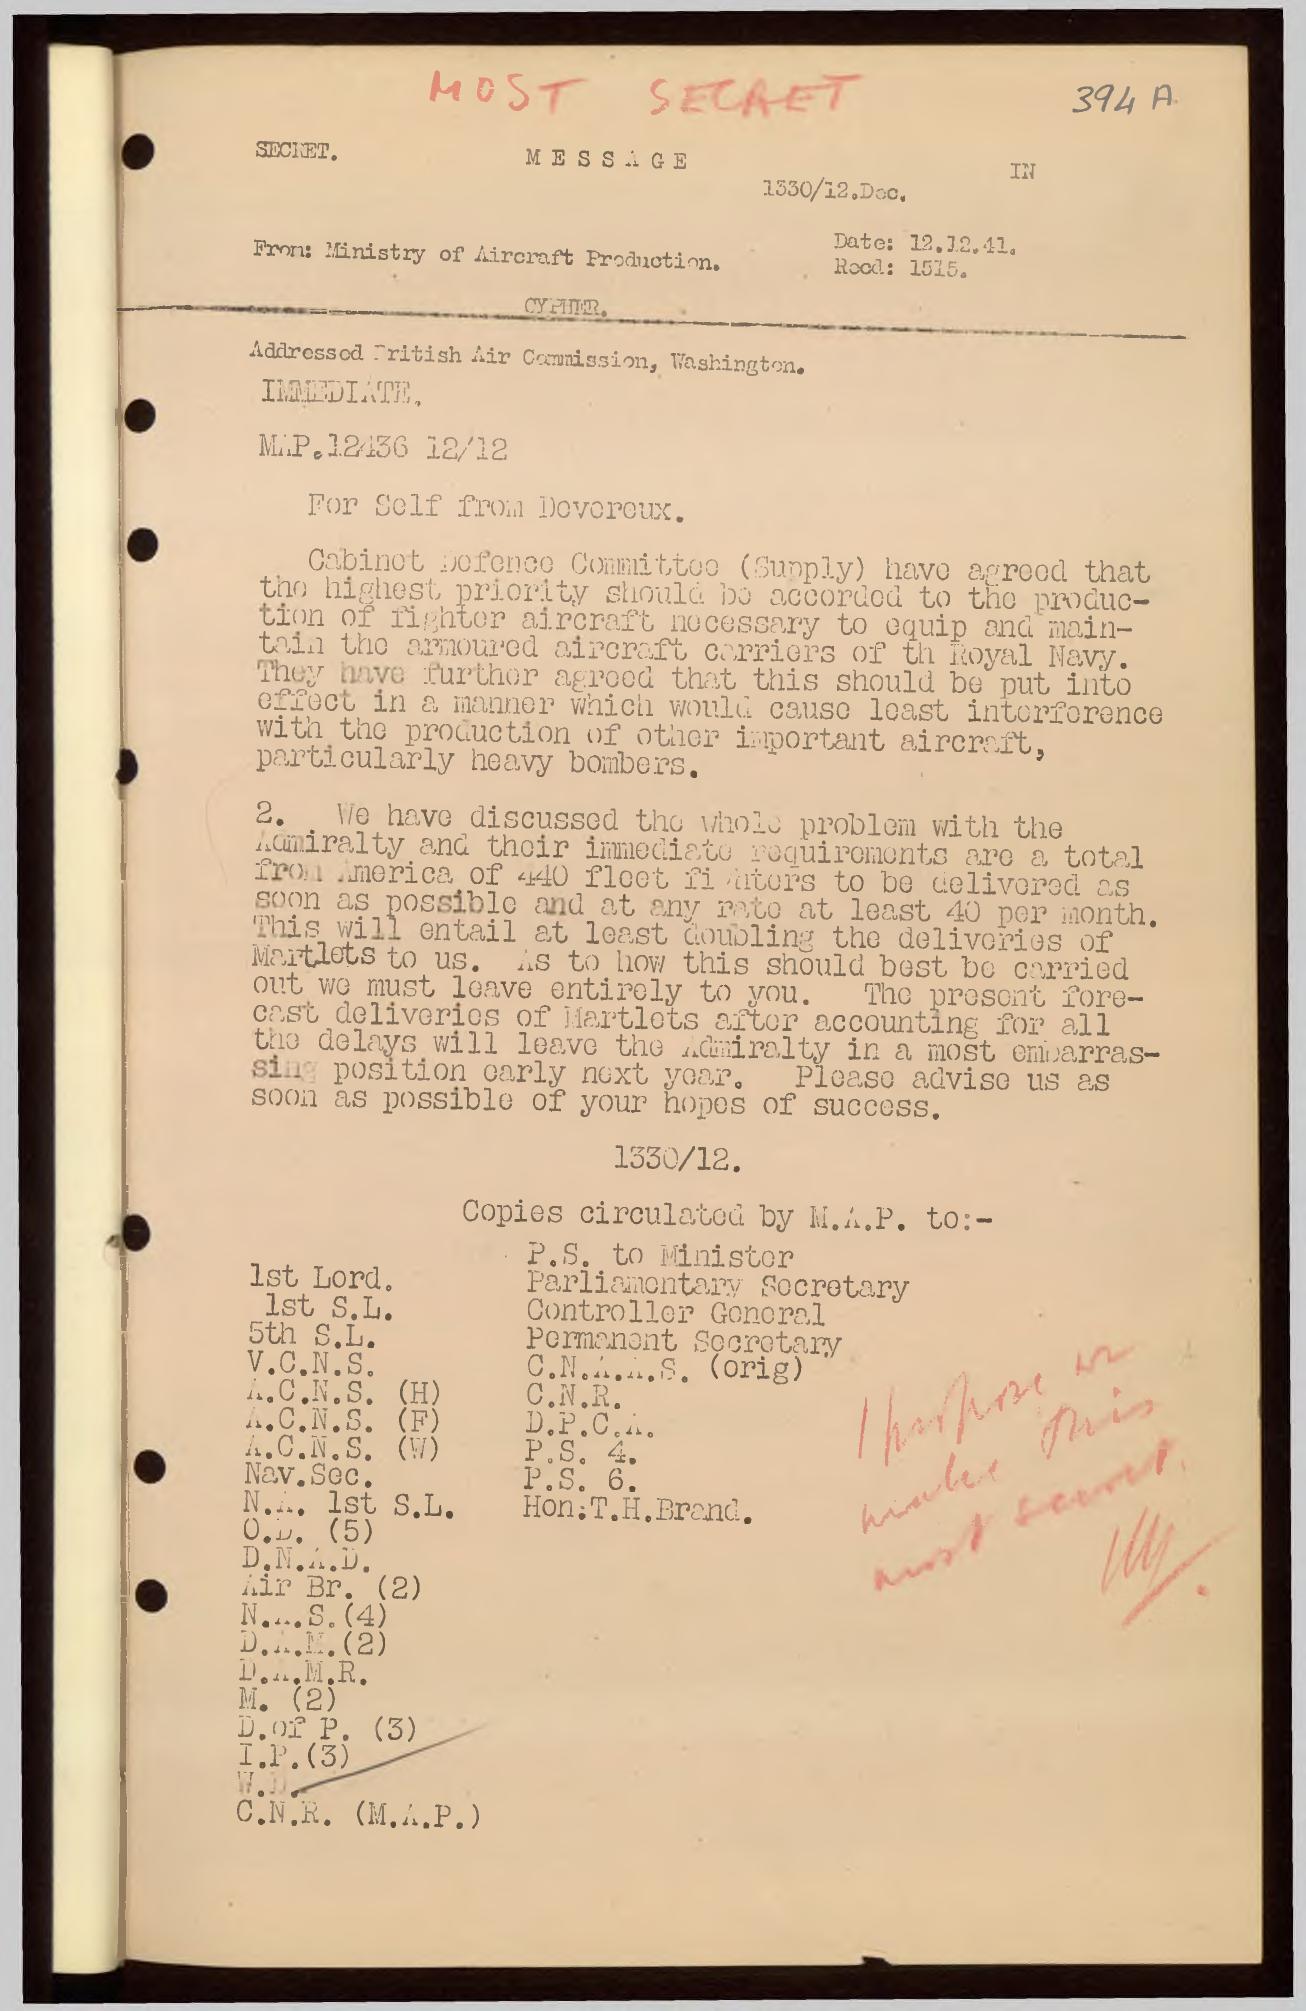 MOST SECRET
394 A.
SECRET.
MESSAGE
IN
1330/12.Dec.
From: Ministry of Aircraft Production.
Date: 12.12.41.
Recd: 1515.
CYPHER.
Addressed British Air Commission, Washington.
IMMEDIATE.
MAP.12436 12/12
For Self from Devereux.
Cabinet Defence Committee (Supply) have agreed that
the highest priority should be accorded to the produc-
tion of fighter aircraft necessary to equip and main-
tain the armoured aircraft carriers of th Royal Navy.
They have further agreed that this should be put into
effect in a manner which would cause least interference
with the production of other important aircraft,
particularly heavy bombers.
2. We have discussed the whole problem with the
Admiralty and their immediate requirements are a total
from America of 440 fleet fighters to be delivered as
soon as possible and at any rate at least 40 per month.
This will entail at least doubling the deliveries of
Martlets to us. As to how this should best be carried
out we must leave entirely to you. The present fore-
cast deliveries of Martlets after accounting for all
the delays will leave the Admiralty in a most embarras-
sing position early next year. Please advise us as
soon as possible of your hopes of success.
1330/12.
Copies circulated by M.A.P. to:-
P.S. to Minister
Parliamentary Secretary
Controller General
Permanent Secretary
C.N.A.A.S. (orig)
C.N.R.
D.P.C.A.
P.S. 4.
P.S. 6.
Hon:T.H.Brand.
1st Lord.
1st S.L.
5th S.L.
V.C.N.S.
A.C.N.S. (H)
A.C.N.S. (F)
A.C.N.S. (W)
Nav.Sec.
N.A. 1st S.L.
O.D. (5)
D.N.A.D.
Air Br. (2)
N.A.S.(4)
D.A.M.(2)
D.A.M.R.
M. (2)
D.of P. (3)
I.P.(3)
W.D.
C.N.R. (M.A.P.)
I propose we
make this
most secret.